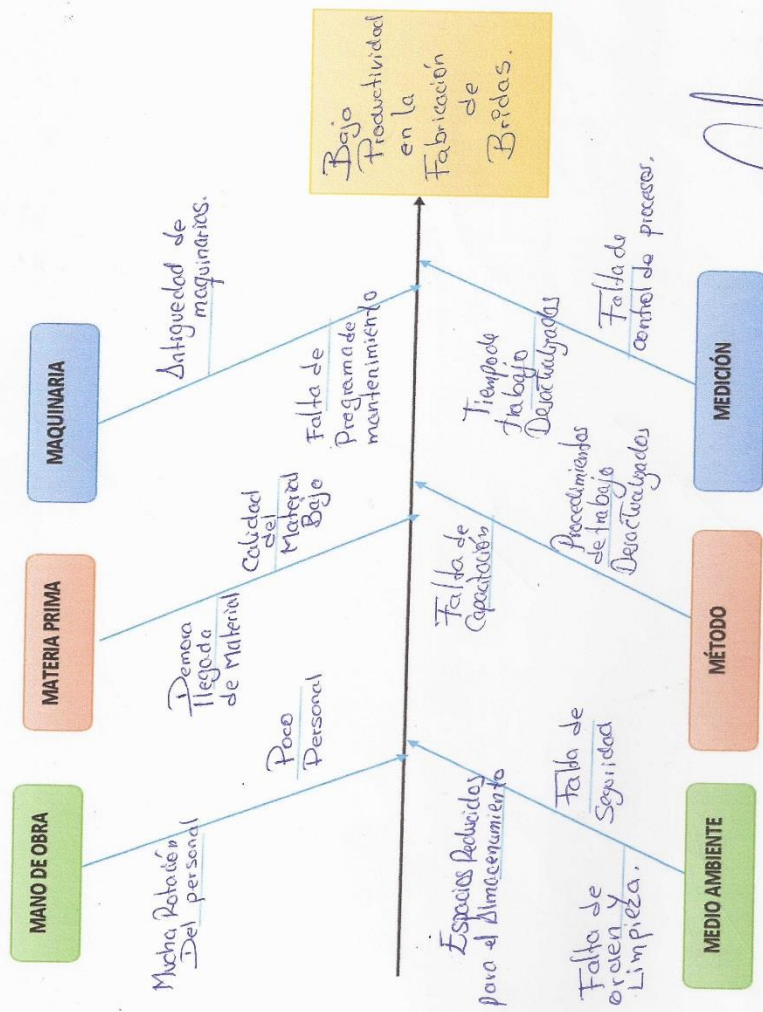 MANO DE OBRA
MATERIA PRIMA
MAQUINARIA
Mucha Rotación
Del personal
Poco
Personal
Demora
llegada
de Material
Calidad
del
Material
Bajo
Antiguedad de
maquinarias.
Falta de
Programa de
mantenimiento
Bajo
Productividad
en la
Fabricación
de
Bridas.
Espacios Reducidos
para el Almacenamiento
Falta de
Seguridad
Falta de
orden y
Limpieza.
Falta de
Capacitación
Procedimientos
de trabajo
Desactualizados
Tiempo de
trabajo
Desactualizados
Falta de
control de procesos.
MEDIO AMBIENTE
MÉTODO
MEDICIÓN